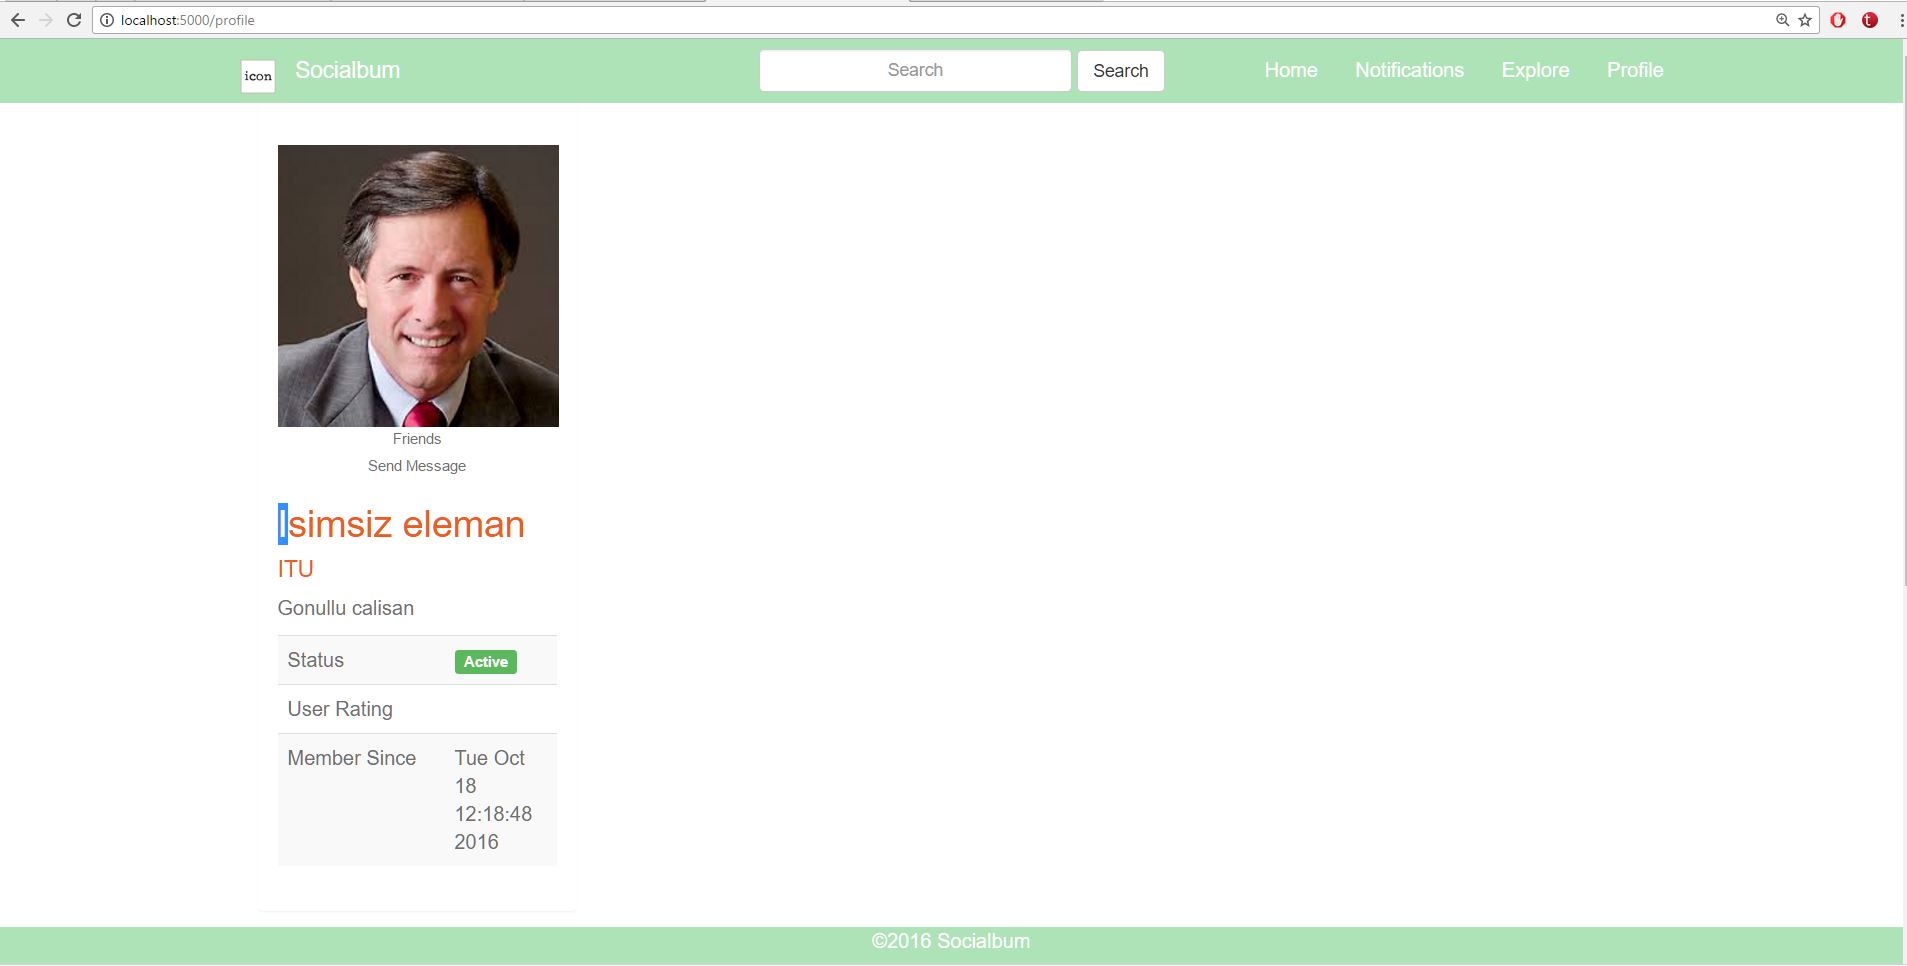 localhost:5000/profile
icon Socialbum Search Search Home Notifications Explore Profile
Friends
Send Message
Isimsiz eleman
ITU
Gonullu calisan
Status Active
User Rating
Member Since Tue Oct
18
12:18:48
2016
©2016 Socialbum